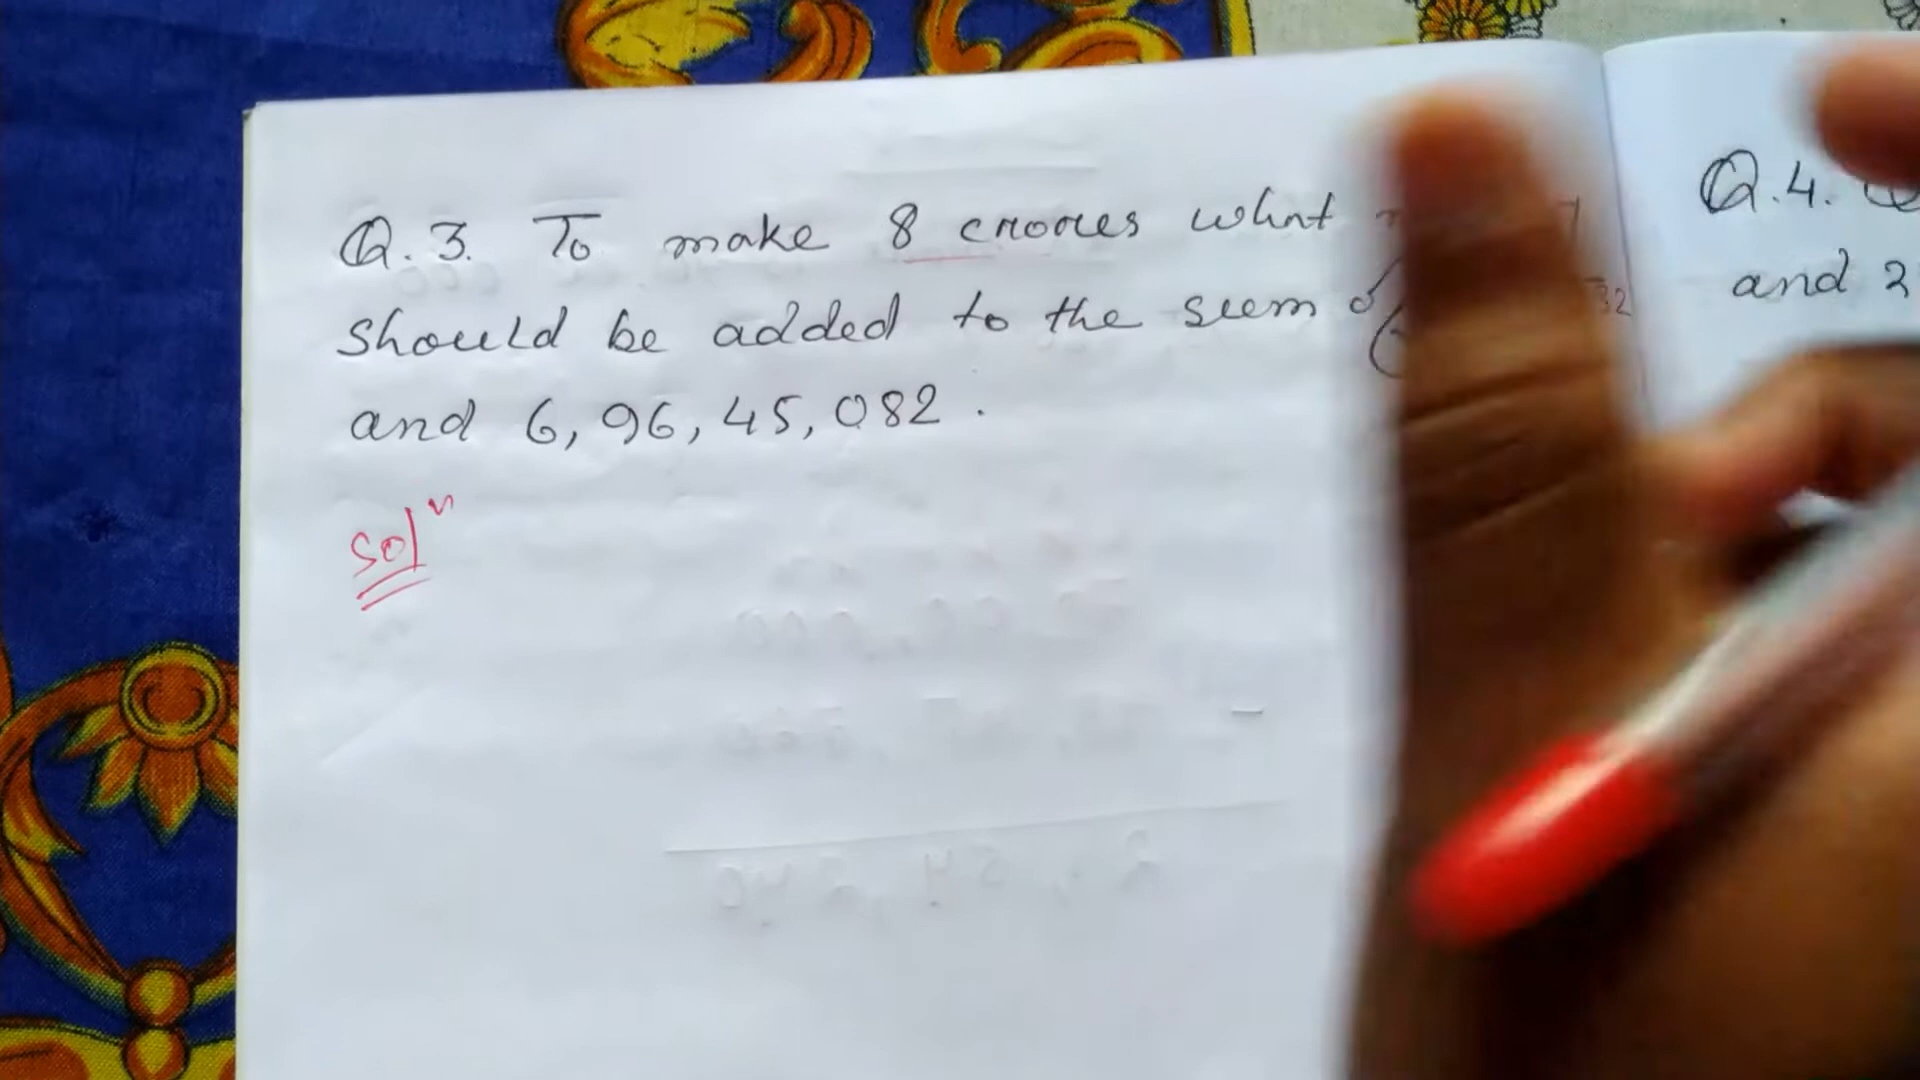 Q.3. To make 8 crores what
should be added to the sum of
and 6,96,45,082.
Solⁿ
Q.4.
and 2